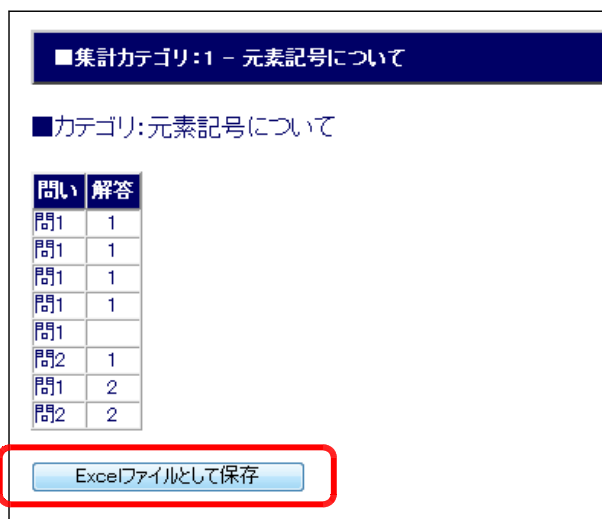 ■集計カテゴリ:1 - 元素記号について
■カテゴリ:元素記号について
問い 解答
問1 1
問1 1
問1 1
問1 1
問1
問2 1
問1 2
問2 2
Excelファイルとして保存